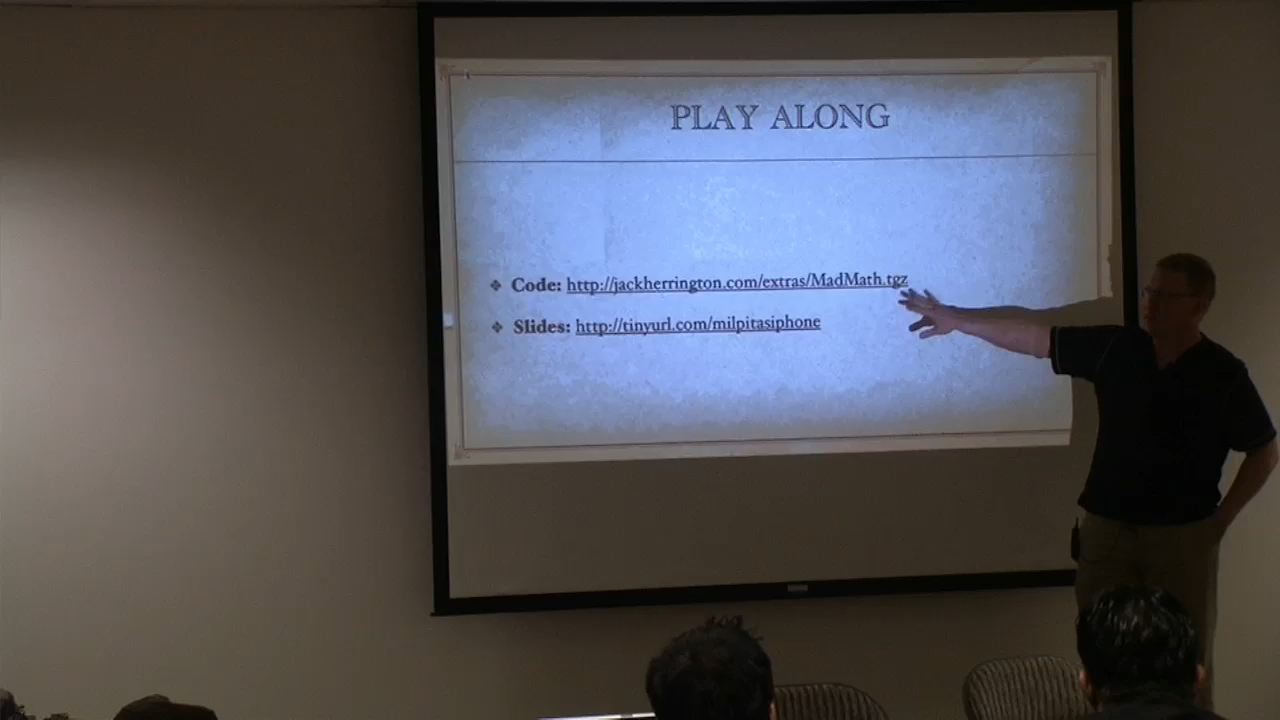 PLAY ALONG
❖ Code: http://jackherrington.com/extras/MadMath.tgz
❖ Slides: http://tinyurl.com/milpitasiphone